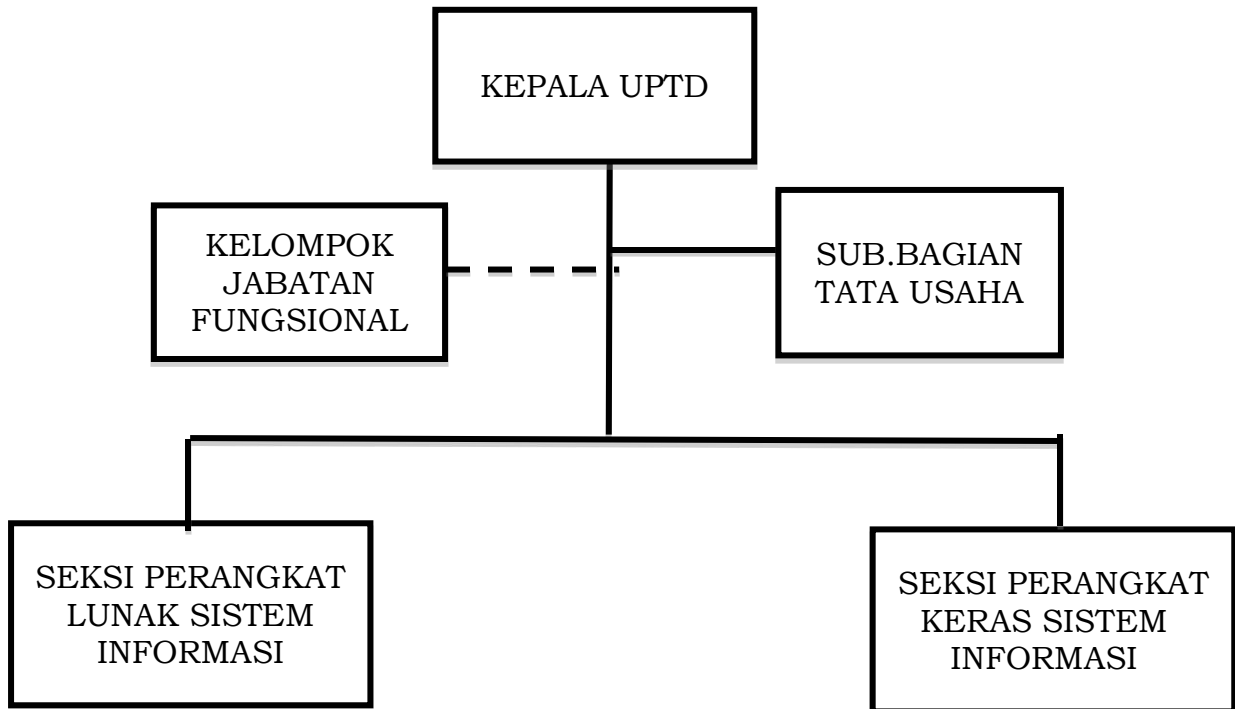 KEPALA UPTD
KELOMPOK
JABATAN
FUNGSIONAL
SUB.BAGIAN
TATA USAHA
SEKSI PERANGKAT
LUNAK SISTEM
INFORMASI
SEKSI PERANGKAT
KERAS SISTEM
INFORMASI